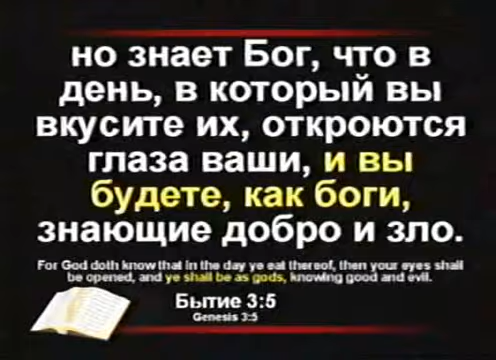 но знает Бог, что в
день, в который вы
вкусите их, откроются
глаза ваши, и вы
будете, как боги,
знающие добро и зло.
For God doth know that in the day ye eat thereof, then your eyes shall
be opened, and ye shall be as gods, knowing good and evil.
Бытие 3:5
Genesis 3:5